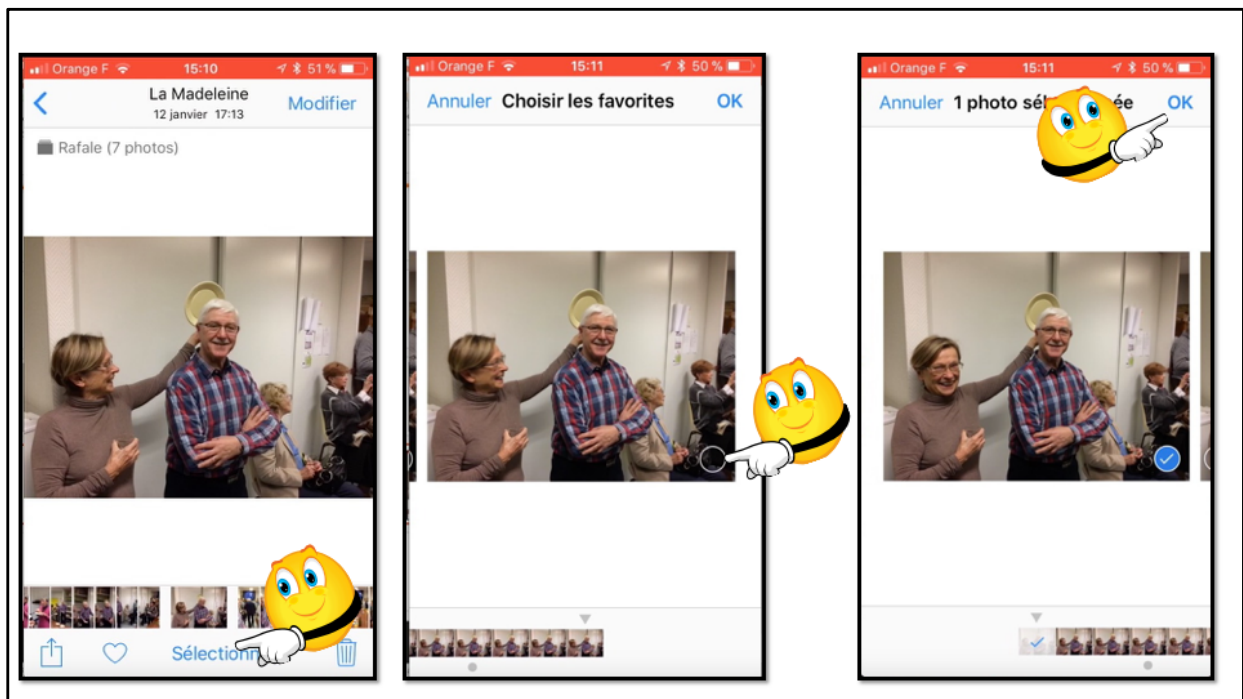 Orange F 15:10 51 %
La Madeleine
12 janvier 17:13
Modifier
Rafale (7 photos)
Sélectionn
Orange F 15:11 50 %
Annuler Choisir les favorites OK
Orange F 15:11 50 %
Annuler 1 photo sél ée OK